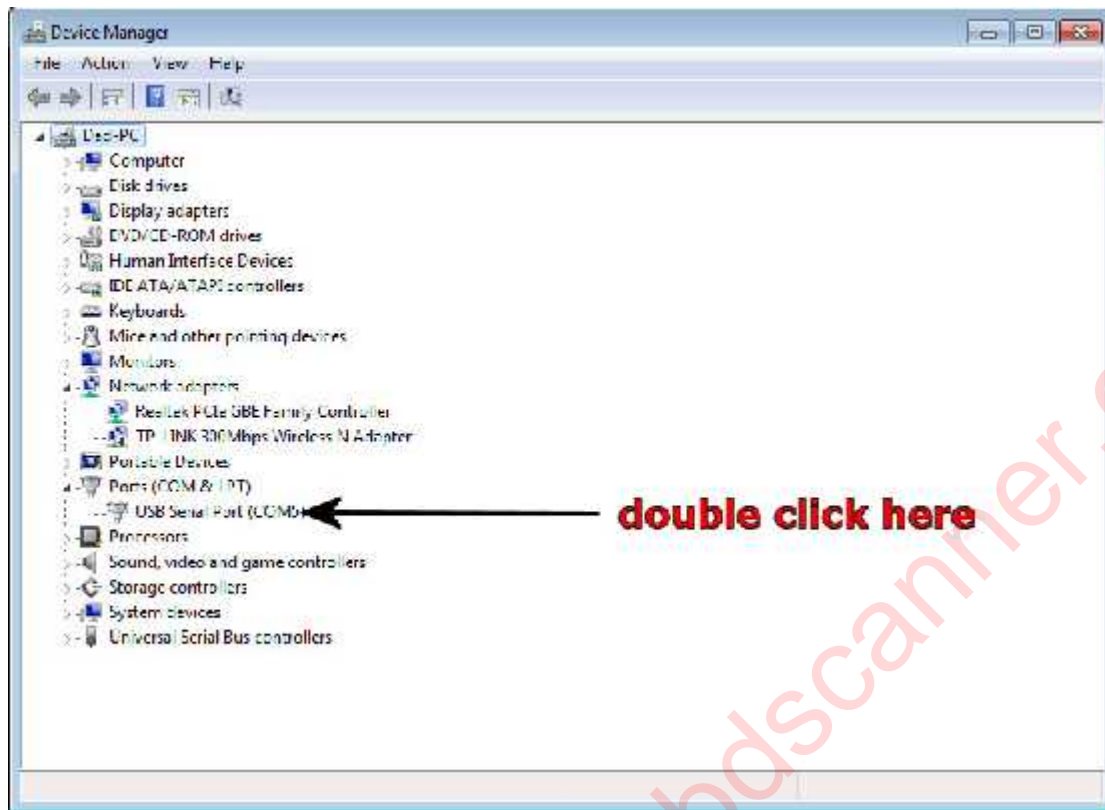 Device Manager
File Action View Help
Dad-PC
Computer
Disk drives
Display adapters
DVD/CD-ROM drives
Human Interface Devices
IDE ATA/ATAPI controllers
Keyboards
Mice and other pointing devices
Monitors
Network adapters
Realtek PCIe GBE Family Controller
TP-LINK 300Mbps Wireless N Adapter
Portable Devices
Ports (COM & LPT)
USB Serial Port (COM5)
double click here
Processors
Sound, video and game controllers
Storage controllers
System devices
Universal Serial Bus controllers
bdscanner.